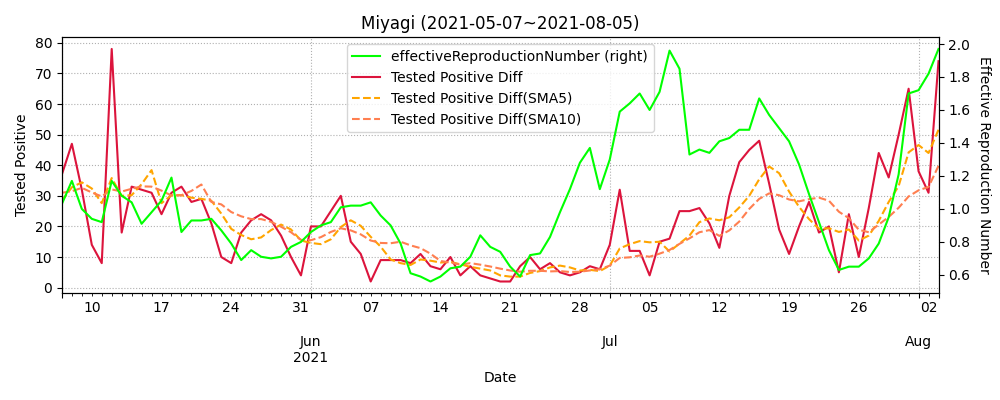 Miyagi (2021-05-07~2021-08-05)
effectiveReproductionNumber (right)
Tested Positive Diff
Tested Positive Diff(SMA5)
Tested Positive Diff(SMA10)
Tested Positive
80
70
60
50
40
30
20
10
0
2.0
1.8
1.6
1.4
1.2
1.0
0.8
0.6
Effective Reproduction Number
10 17 24 31 07 14 21 28 05 12 19 26 02
Jun Jul Aug
2021
Date